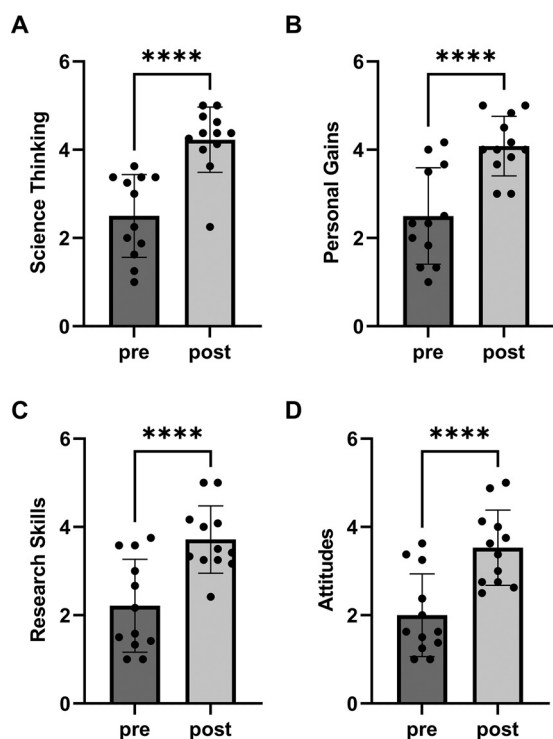 A
Science Thinking
6
4
2
0
****
pre post
B
Personal Gains
6
4
2
0
****
pre post
C
Research Skills
6
4
2
0
****
pre post
D
Attitudes
6
4
2
0
****
pre post